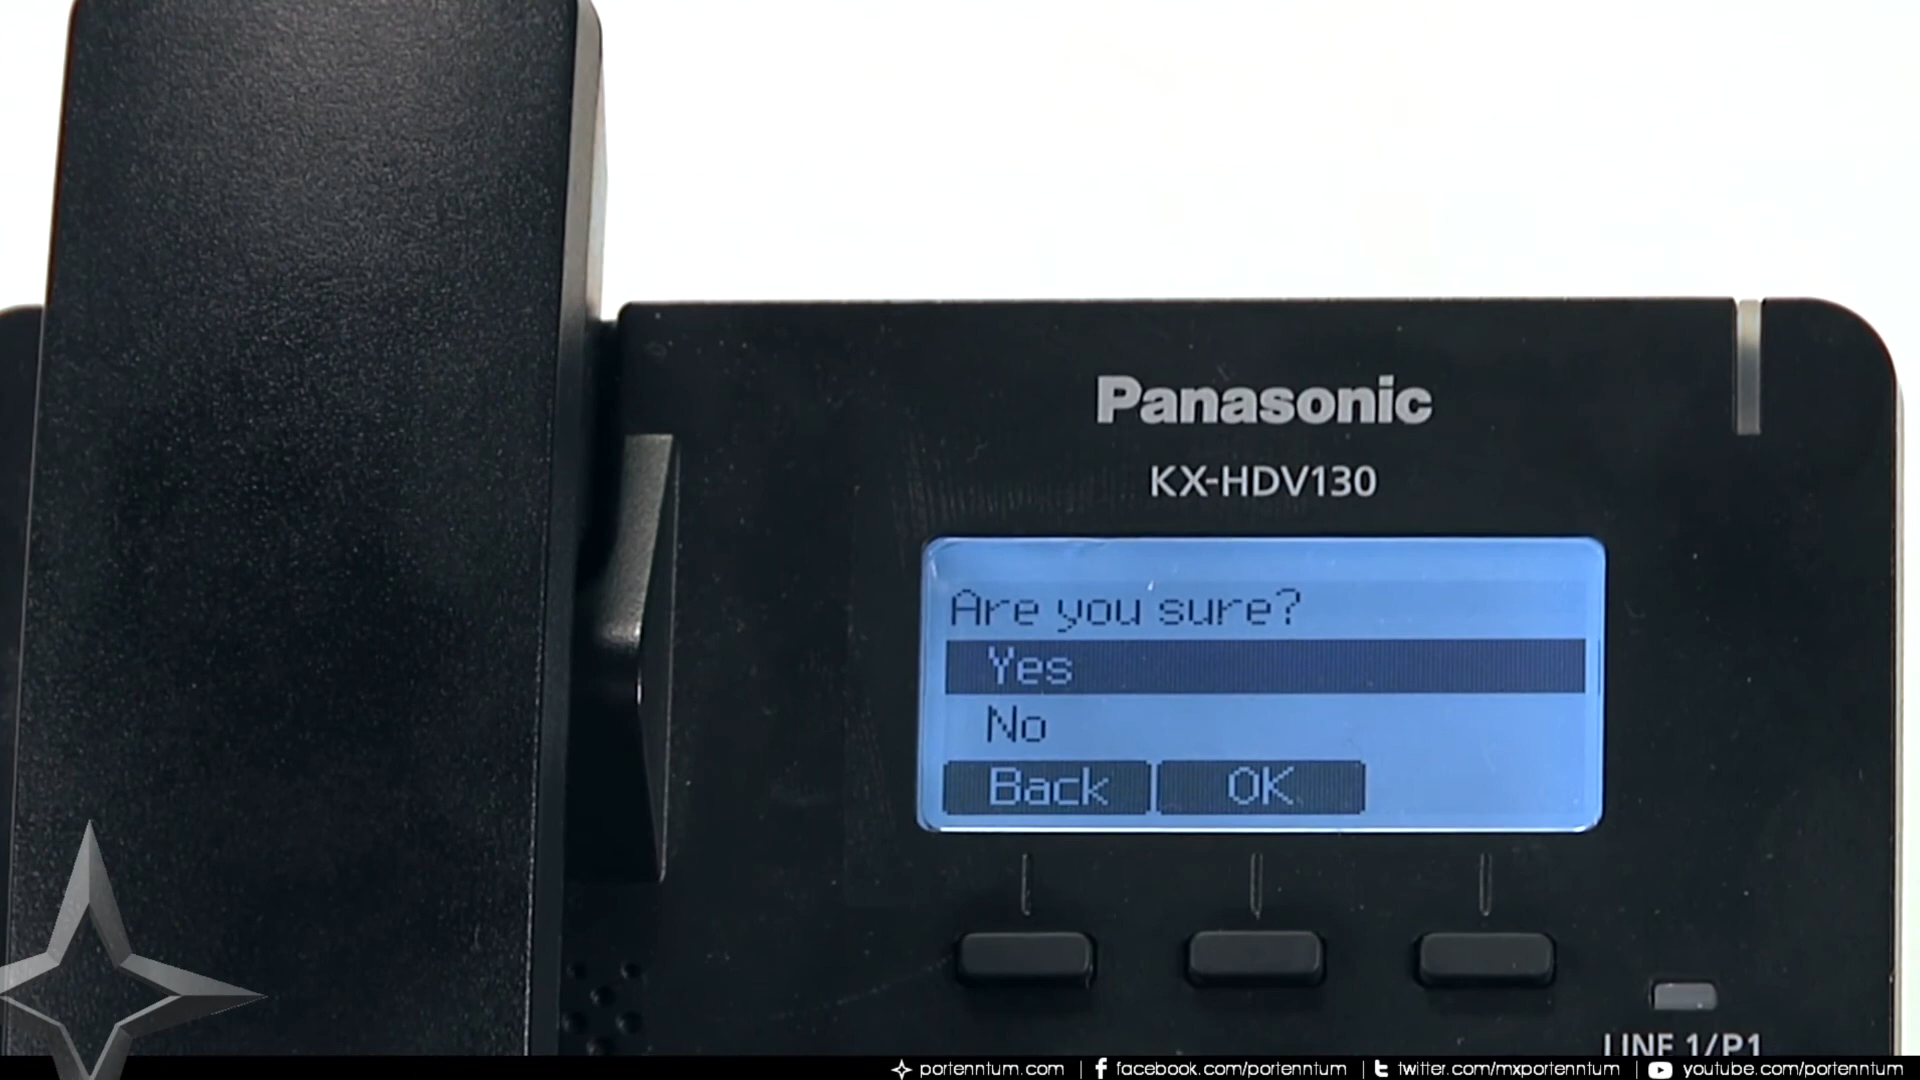 Panasonic
KX-HDV130
Are you sure?
Yes
No
Back OK
LINE 1/P1
portenntum.com | facebook.com/portenntum | twitter.com/mxportenntum | youtube.com/portenntum